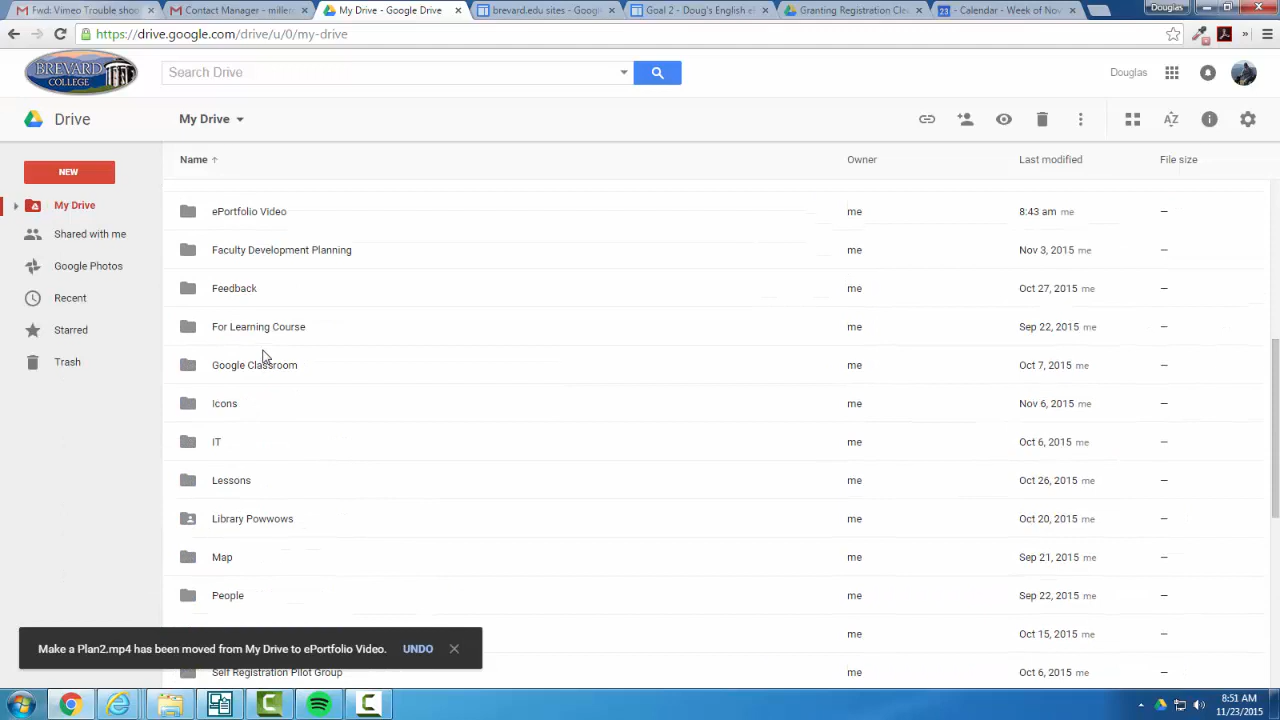 Fwd: Vimeo Trouble shoo
Contact Manager - miller
My Drive - Google Drive
brevard.edu sites - Google
Goal 2 - Doug's English e
Granting Registration Cle
- Calendar - Week of Nov
Douglas
https://drive.google.com/drive/u/0/my-drive
BREVARD COLLEGE
Search Drive
Douglas
Drive
My Drive
NEW
My Drive
Shared with me
Google Photos
Recent
Starred
Trash
Name
Owner
Last modified
File size
ePortfolio Video me 8:43 am me —
Faculty Development Planning me Nov 3, 2015 me —
Feedback me Oct 27, 2015 me —
For Learning Course me Sep 22, 2015 me —
Google Classroom me Oct 7, 2015 me —
Icons me Nov 6, 2015 me —
IT me Oct 6, 2015 me —
Lessons me Oct 26, 2015 me —
Library Powwows me Oct 20, 2015 me —
Map me Sep 21, 2015 me —
People me Sep 22, 2015 me —
me Oct 15, 2015 me —
Self Registration Pilot Group me Oct 6, 2015 me —
Make a Plan2.mp4 has been moved from My Drive to ePortfolio Video. UNDO
8:51 AM
11/23/2015